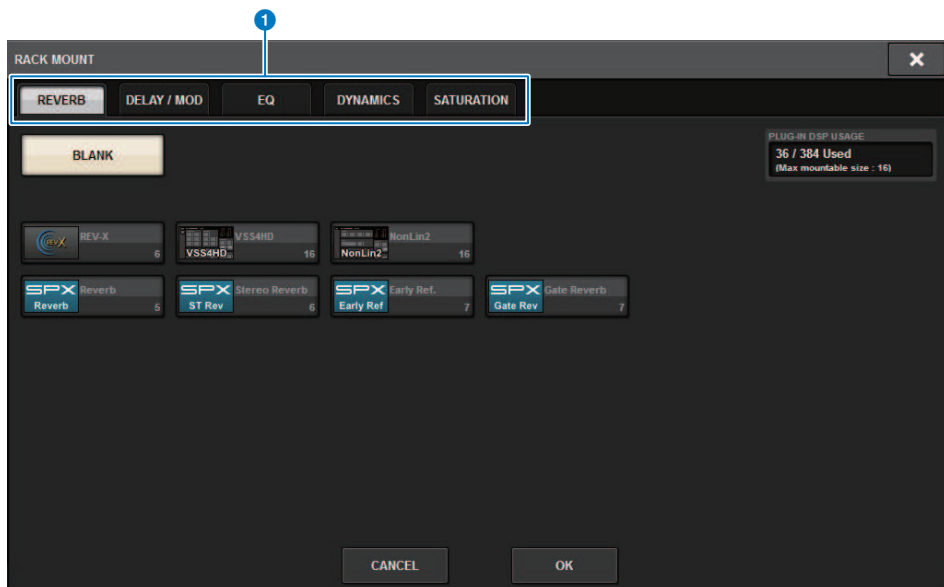 1
RACK MOUNT
REVERB DELAY / MOD EQ DYNAMICS SATURATION
BLANK
PLUG-IN DSP USAGE
36 / 384 Used
(Max mountable size : 16)
REV-X REV-X 6
VSS4HD VSS4HD 16
NonLin2 NonLin2 16
SPX Reverb Reverb 5
SPX ST Rev Stereo Reverb 6
SPX Early Ref Early Ref. 7
SPX Gate Rev Gate Reverb 7
CANCEL OK